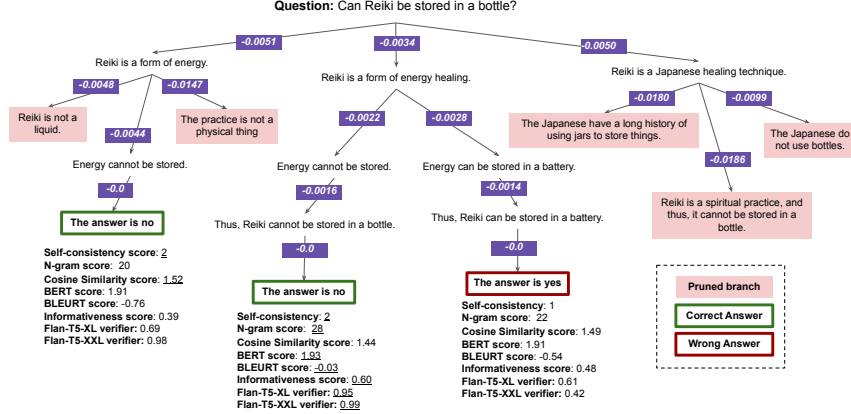 Question: Can Reiki be stored in a bottle?
-0.0051
-0.0034
-0.0050
Reiki is a form of energy.
Reiki is a form of energy healing.
Reiki is a Japanese healing technique.
-0.0048
-0.0147
-0.0044
Reiki is not a
liquid.
The practice is not a
physical thing
Energy cannot be stored.
-0.0
The answer is no
Self-consistency score: 2
N-gram score: 20
Cosine Similarity score: 1.52
BERT score: 1.91
BLEURT score: -0.76
Informativeness score: 0.39
Flan-T5-XL verifier: 0.69
Flan-T5-XXL verifier: 0.98
-0.0022
-0.0028
Energy cannot be stored.
Energy can be stored in a battery.
-0.0016
-0.0014
Thus, Reiki cannot be stored in a bottle.
Thus, Reiki can be stored in a battery.
-0.0
-0.0
The answer is no
Self-consistency: 2
N-gram score: 28
Cosine Similarity score: 1.44
BERT score: 1.93
BLEURT score: -0.03
Informativeness score: 0.60
Flan-T5-XL verifier: 0.95
Flan-T5-XXL verifier: 0.99
The answer is yes
Self-consistency: 1
N-gram score: 22
Cosine Similarity score: 1.49
BERT score: 1.91
BLEURT score: -0.54
Informativeness score: 0.48
Flan-T5-XL verifier: 0.61
Flan-T5-XXL verifier: 0.42
-0.0180
-0.0099
-0.0186
The Japanese have a long history of
using jars to store things.
The Japanese do
not use bottles.
Reiki is a spiritual practice, and
thus, it cannot be stored in a
bottle.
Pruned branch
Correct Answer
Wrong Answer